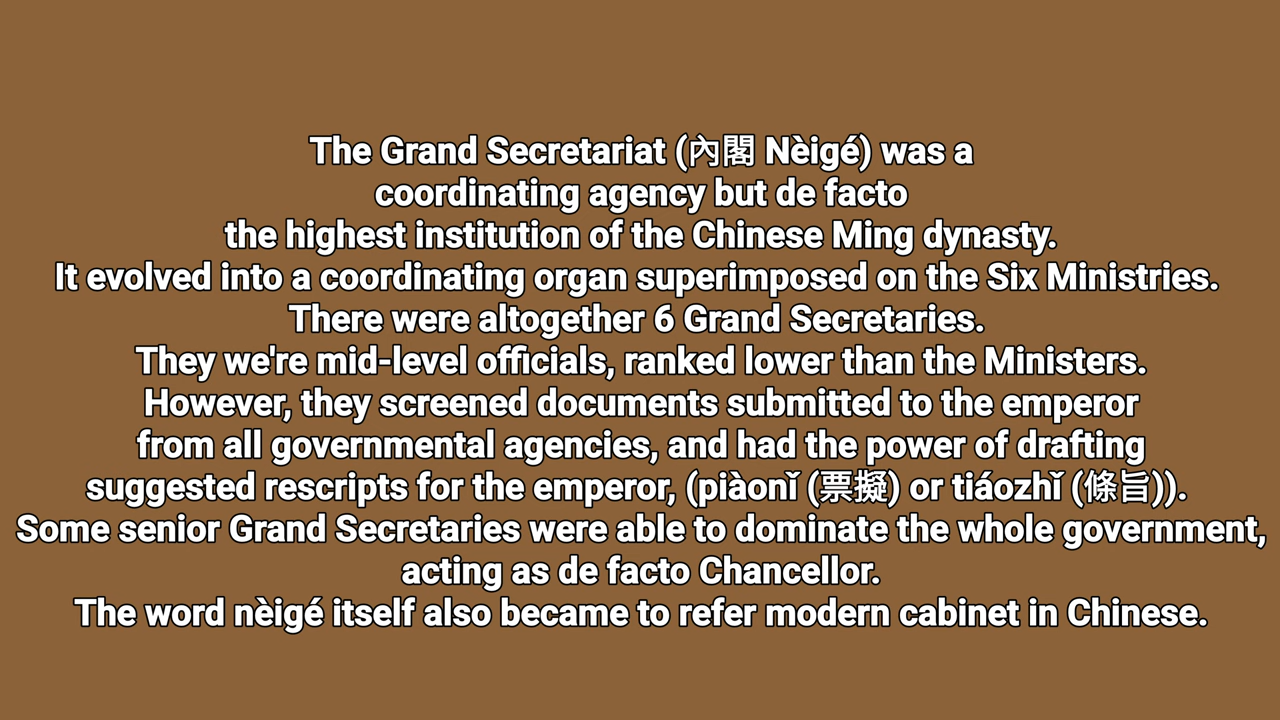 The Grand Secretariat (內閣 Nèigé) was a
coordinating agency but de facto
the highest institution of the Chinese Ming dynasty.
It evolved into a coordinating organ superimposed on the Six Ministries.
There were altogether 6 Grand Secretaries.
They we're mid-level officials, ranked lower than the Ministers.
However, they screened documents submitted to the emperor
from all governmental agencies, and had the power of drafting
suggested rescripts for the emperor, (piàonǐ (票擬) or tiáozhǐ (條旨)).
Some senior Grand Secretaries were able to dominate the whole government,
acting as de facto Chancellor.
The word nèigé itself also became to refer modern cabinet in Chinese.